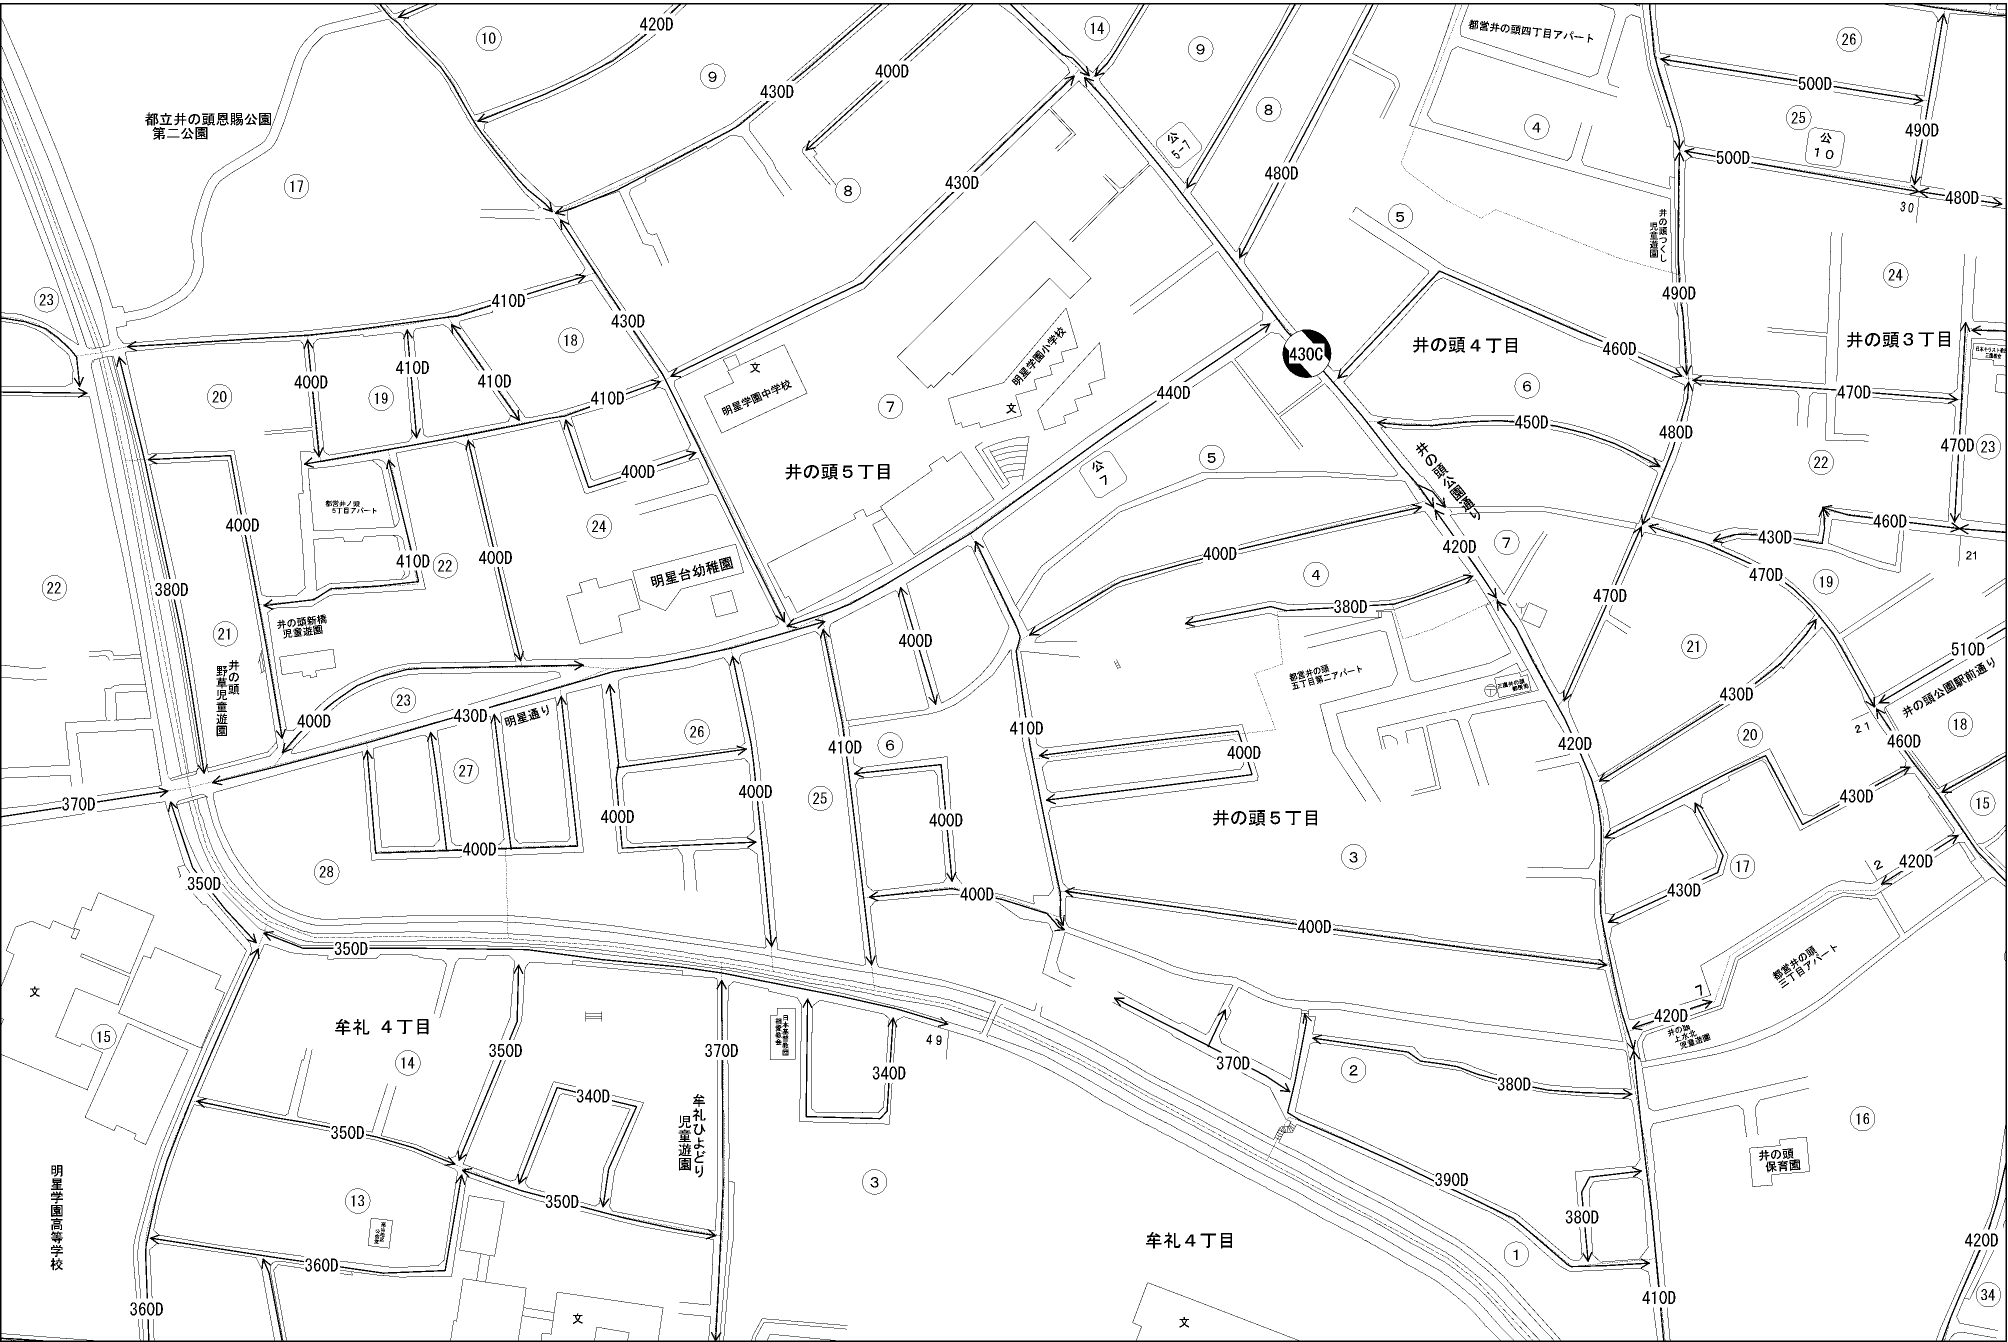 420D
10
9
14
9
都営井の頭四丁目アパート
26
430D
400D
500D
都立井の頭恩賜公園
第二公園
8
4
25
公
10
490D
公
5-7
500D
17
8
430D
480D
480D
30
5
井の頭つくし
児童遊園
24
23
410D
490D
430D
18
井の頭4丁目
井の頭3丁目
430C
460D
明星学園小学校
文
明星学園中学校
410D
400D
410D
20
19
410D
7
文
440D
6
470D
450D
480D
470D
23
400D
井の頭5丁目
公
7
5
井の頭公園通り
22
都営井ノ頭
5丁目アパート
400D
24
460D
430D
420D
7
400D
21
410D
22
400D
明星台幼稚園
4
470D
19
22
380D
470D
380D
21
井の頭新橋
児童遊園
400D
21
510D
井の頭
野草児童遊園
都営井の頭
五丁目第二アパート
三鷹井の頭
郵便局
430D
井の頭公園駅前通り
23
400D
430D
明星通り
26
410D
410D
6
400D
420D
20
21
460D
18
27
370D
400D
400D
25
400D
井の頭5丁目
430D
15
400D
3
17
2
420D
28
350D
400D
400D
430D
350D
都営井の頭
三丁目アパート
文
7
420D
牟礼 4丁目
15
14
350D
370D
日本基督教団
49
井の頭
上水北
児童遊園
370D
340D
2
380D
340D
牟礼ひよどり
児童遊園
16
350D
井の頭
保育園
明星学園高等学校
13
350D
3
390D
380D
牟礼4丁目
1
420D
360D
360D
文
文
410D
34